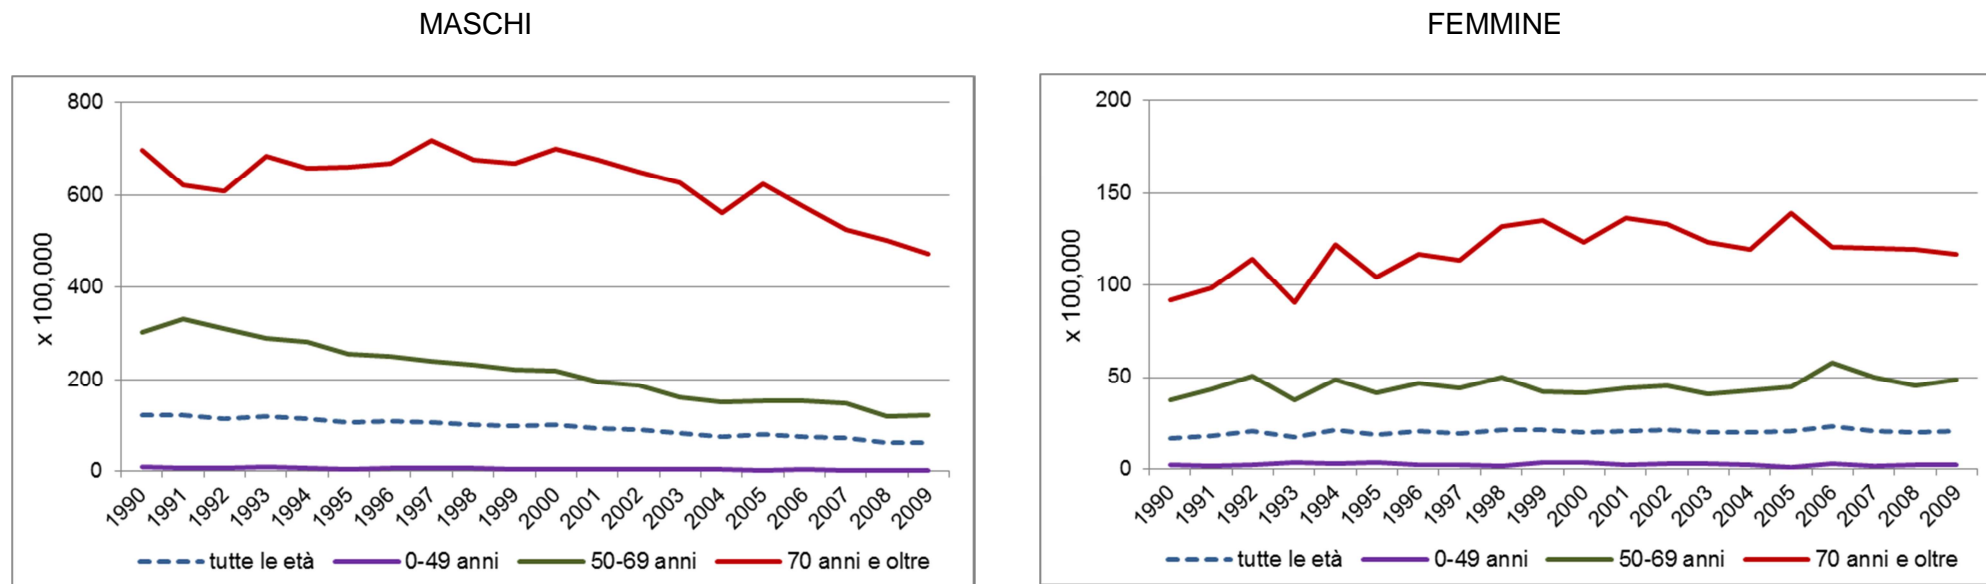 MASCHI
x 100,000
800
600
400
200
0
1990 1991 1992 1993 1994 1995 1996 1997 1998 1999 2000 2001 2002 2003 2004 2005 2006 2007 2008 2009
tutte le età 0-49 anni 50-69 anni 70 anni e oltre
FEMMINE
x 100,000
200
150
100
50
0
1990 1991 1992 1993 1994 1995 1996 1997 1998 1999 2000 2001 2002 2003 2004 2005 2006 2007 2008 2009
tutte le età 0-49 anni 50-69 anni 70 anni e oltre